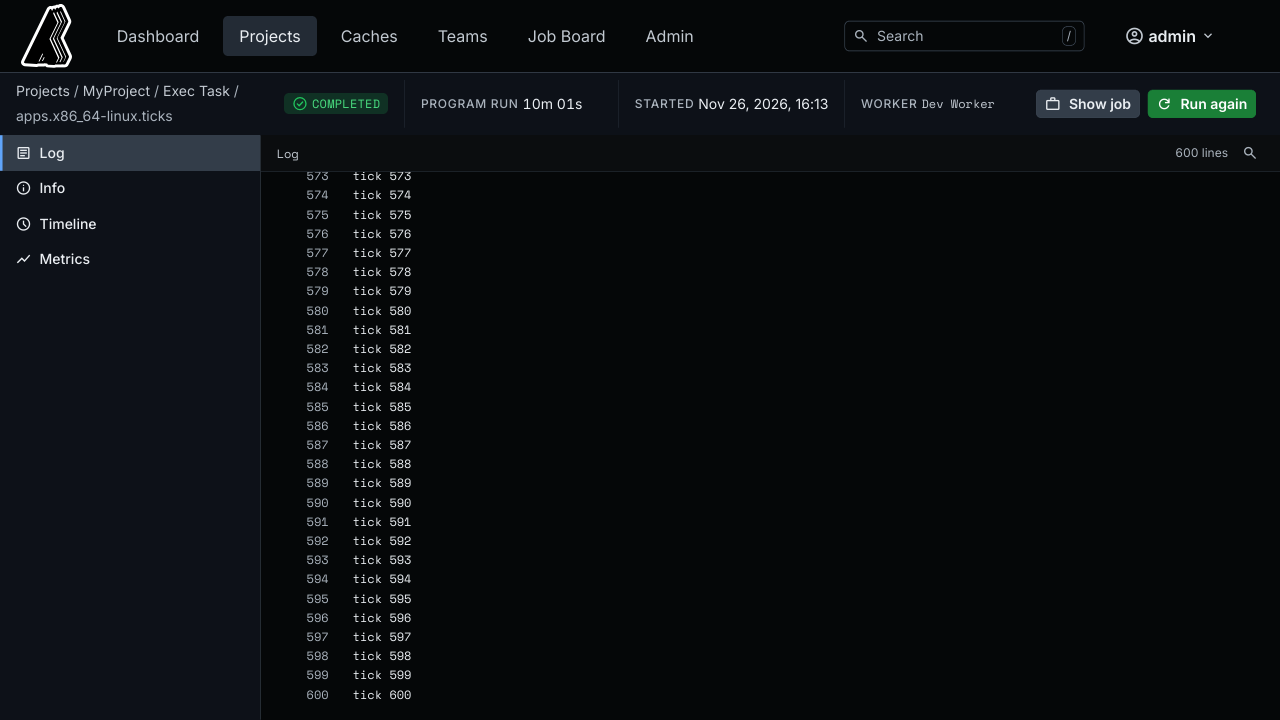 Dashboard
Projects
Caches
Teams
Job Board
Admin
Search
/
admin
Projects / MyProject / Exec Task /
apps.x86_64-linux.ticks
COMPLETED
PROGRAM RUN 10m 01s
STARTED Nov 26, 2026, 16:13
WORKER Dev Worker
Show job
Run again
Log
Info
Timeline
Metrics
Log
600 lines
573 tick 573
574 tick 574
575 tick 575
576 tick 576
577 tick 577
578 tick 578
579 tick 579
580 tick 580
581 tick 581
582 tick 582
583 tick 583
584 tick 584
585 tick 585
586 tick 586
587 tick 587
588 tick 588
589 tick 589
590 tick 590
591 tick 591
592 tick 592
593 tick 593
594 tick 594
595 tick 595
596 tick 596
597 tick 597
598 tick 598
599 tick 599
600 tick 600